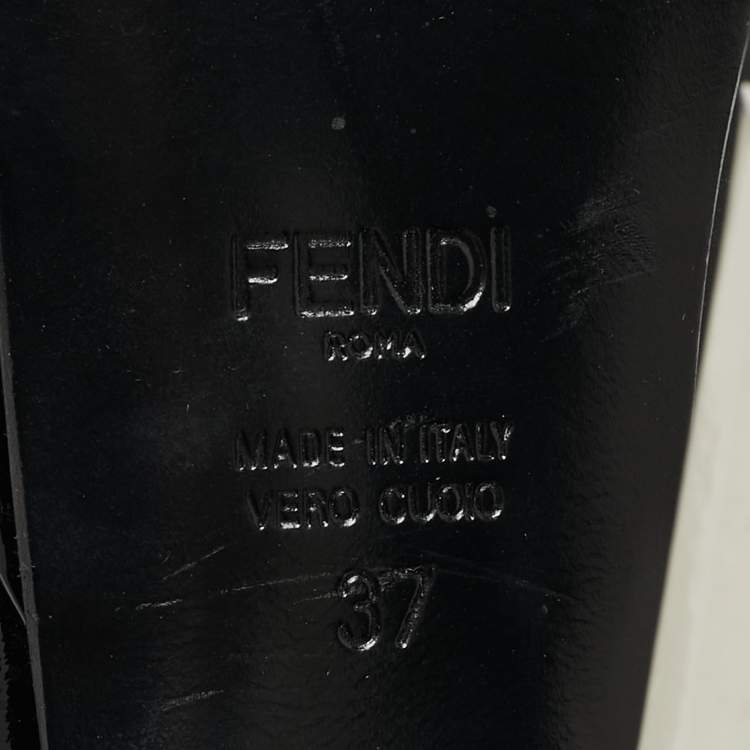 FENDI
ROMA
MADE IN ITALY
VERO CUOIO
37